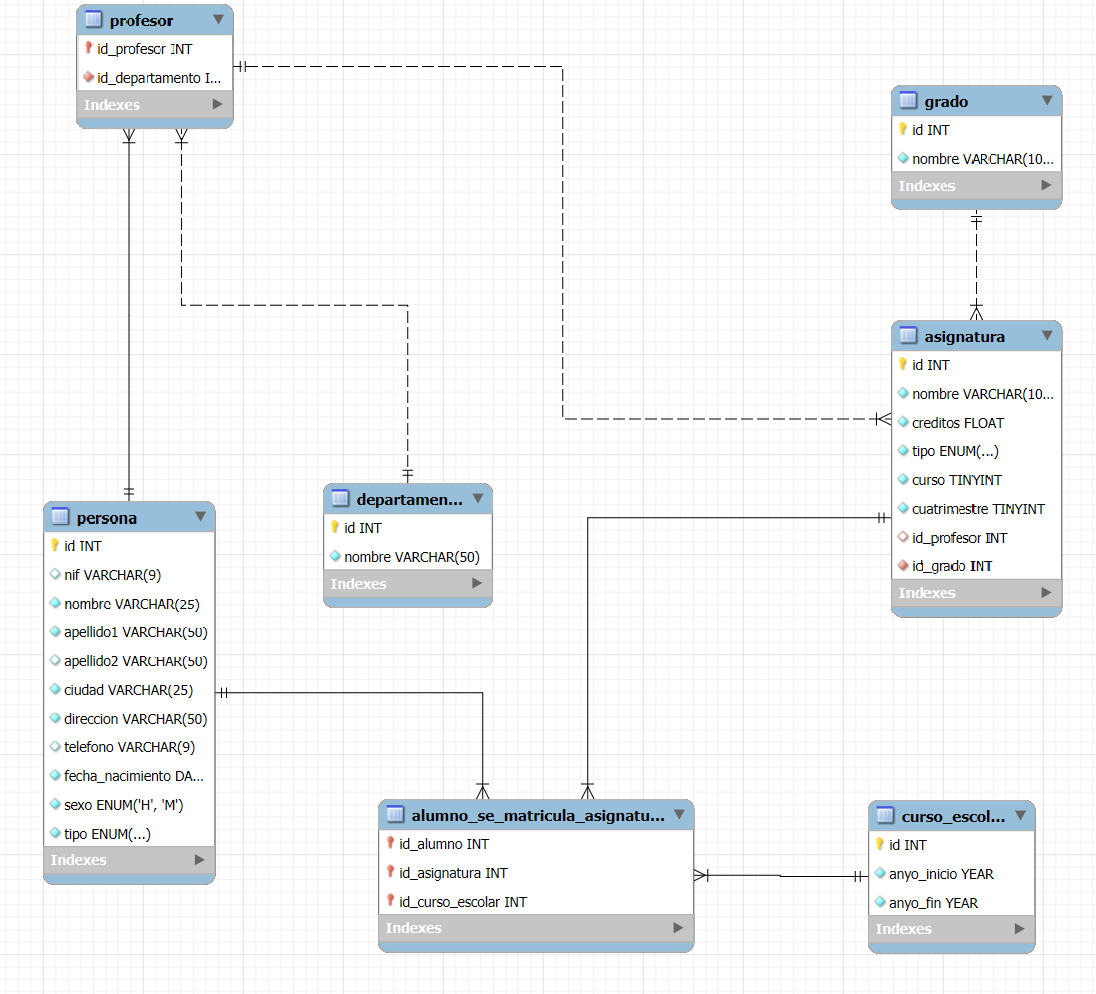 profesor
id_profesor INT
id_departamento I...
Indexes
grado
id INT
nombre VARCHAR(10...
Indexes
asignatura
id INT
nombre VARCHAR(10...
creditos FLOAT
tipo ENUM(...)
curso TINYINT
cuatrimestre TINYINT
id_profesor INT
id_grado INT
Indexes
departamen...
id INT
nombre VARCHAR(50)
Indexes
persona
id INT
nif VARCHAR(9)
nombre VARCHAR(25)
apellido1 VARCHAR(50)
apellido2 VARCHAR(50)
ciudad VARCHAR(25)
direccion VARCHAR(50)
telefono VARCHAR(9)
fecha_nacimiento DA...
sexo ENUM('H', 'M')
tipo ENUM(...)
Indexes
alumno_se_matricula_asignatu...
id_alumno INT
id_asignatura INT
id_curso_escolar INT
Indexes
curso_escol...
id INT
anyo_inicio YEAR
anyo_fin YEAR
Indexes